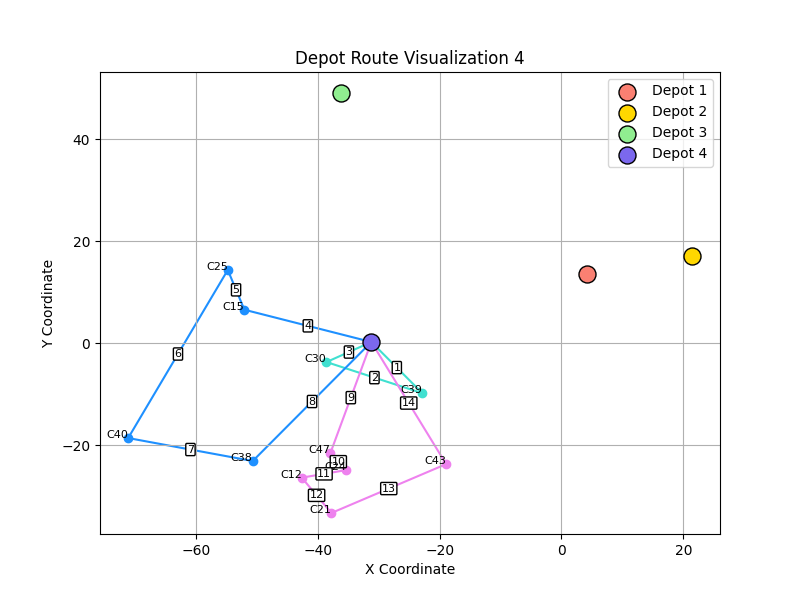 Depot Route Visualization 4
Depot 1
Depot 2
Depot 3
Depot 4
Y Coordinate
40
20
0
−20
C25
5
C15
4
6
3
C30
1
2
C39
9
8
14
C40
7
C38
C47
10
C43
11
C12
12
13
C21
−60
−40
−20
0
20
X Coordinate